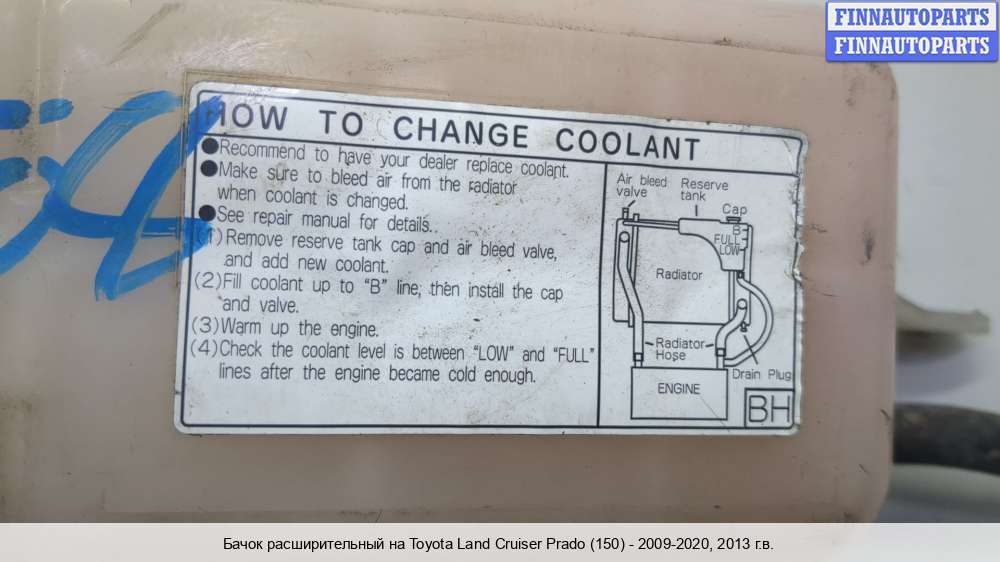 FINNAUTOPARTS
FINNAUTOPARTS
HOW TO CHANGE COOLANT
●Recommend to have your dealer replace coolant.
●Make sure to bleed air from the radiator
when coolant is changed.
●See repair manual for details.
(1)Remove reserve tank cap and air bleed valve,
and add new coolant.
(2)Fill coolant up to "B" line, then install the cap
and valve.
(3)Warm up the engine.
(4)Check the coolant level is between "LOW" and "FULL"
lines after the engine became cold enough.
Air bleed
valve
Reserve
tank
Cap
B
FULL
LOW
Radiator
Radiator
Hose
Drain Plug
ENGINE
BH
Бачок расширительный на Toyota Land Cruiser Prado (150) - 2009-2020, 2013 г.в.